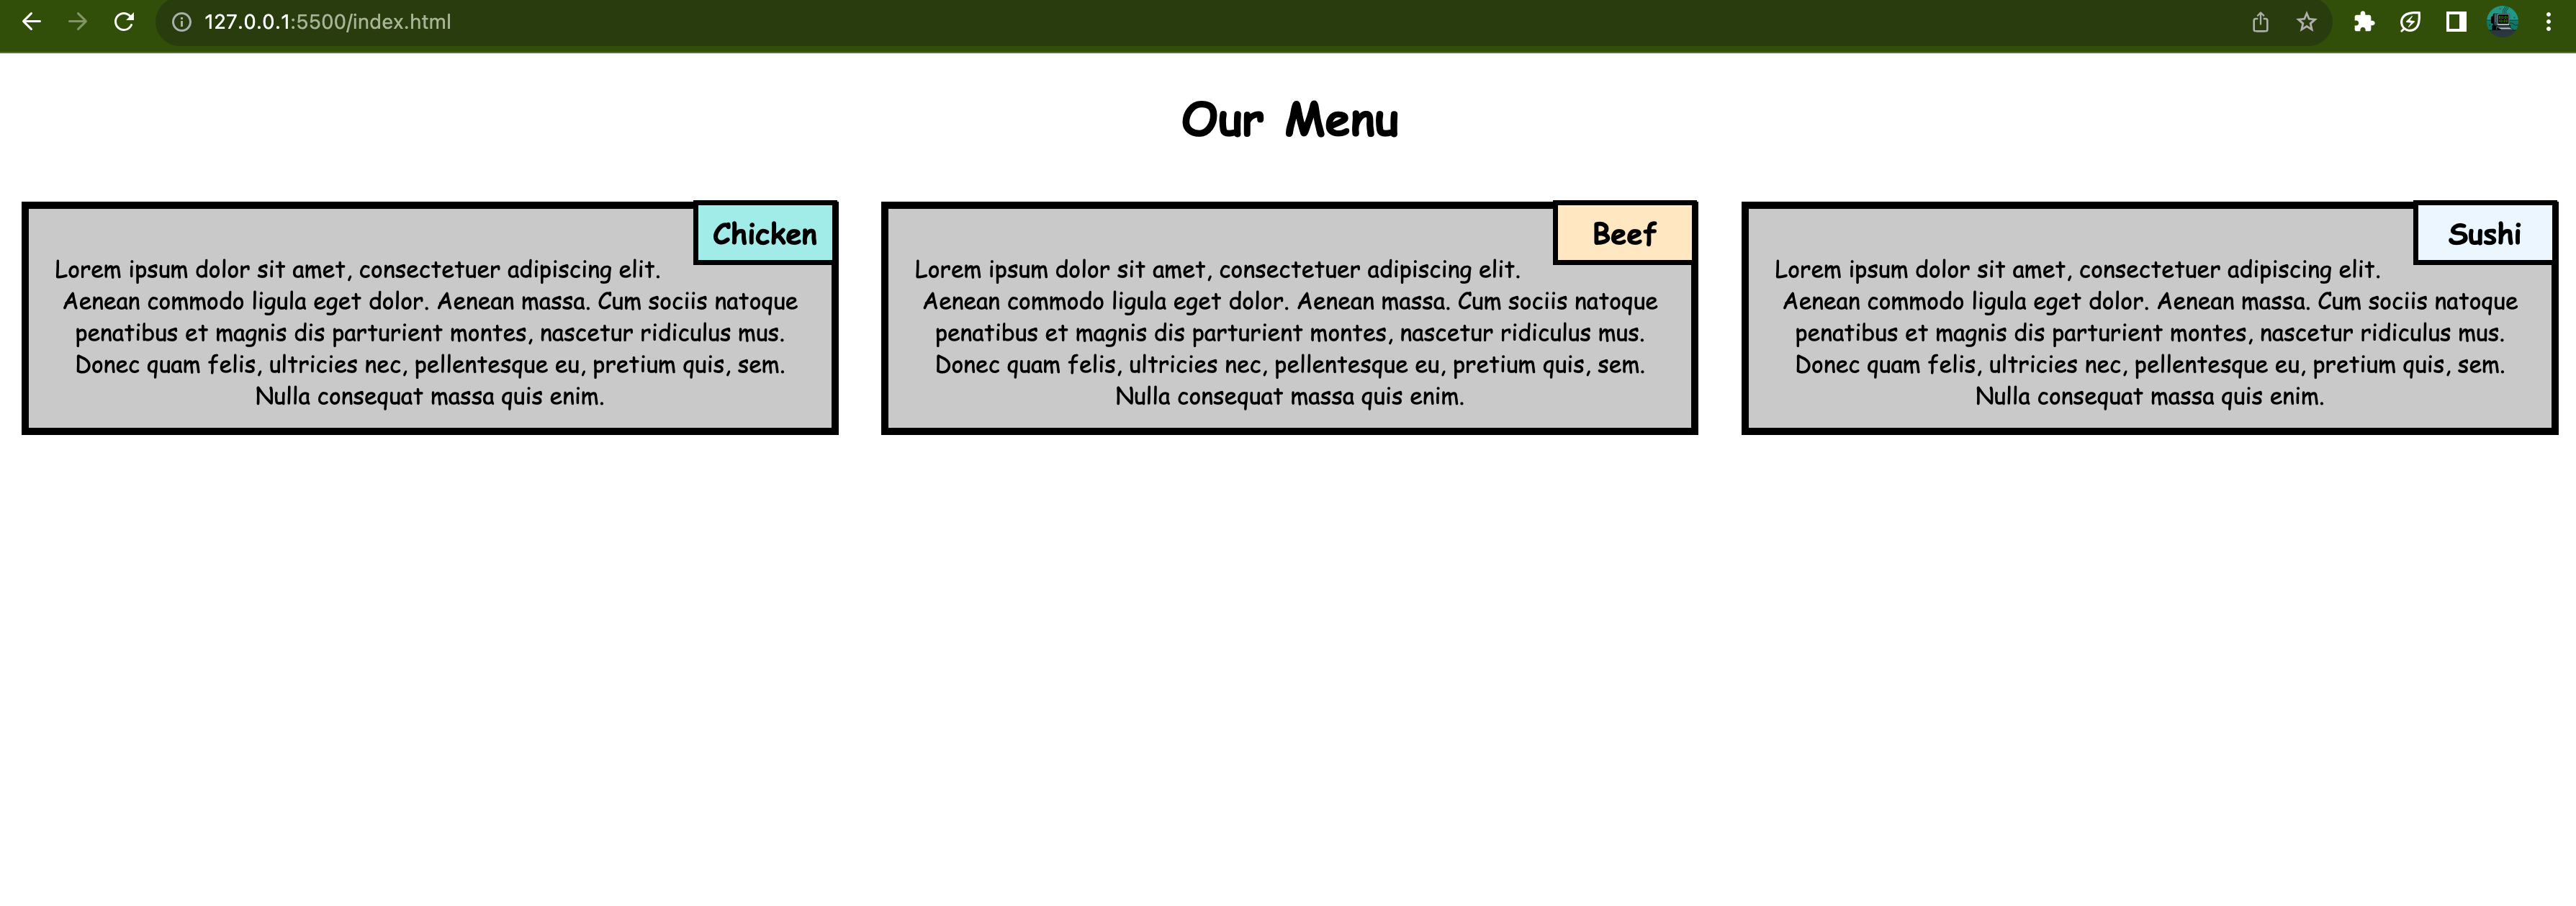 127.0.0.1:5500/index.html
Our Menu
Chicken
Lorem ipsum dolor sit amet, consectetuer adipiscing elit.
Aenean commodo ligula eget dolor. Aenean massa. Cum sociis natoque
penatibus et magnis dis parturient montes, nascetur ridiculus mus.
Donec quam felis, ultricies nec, pellentesque eu, pretium quis, sem.
Nulla consequat massa quis enim.
Beef
Lorem ipsum dolor sit amet, consectetuer adipiscing elit.
Aenean commodo ligula eget dolor. Aenean massa. Cum sociis natoque
penatibus et magnis dis parturient montes, nascetur ridiculus mus.
Donec quam felis, ultricies nec, pellentesque eu, pretium quis, sem.
Nulla consequat massa quis enim.
Sushi
Lorem ipsum dolor sit amet, consectetuer adipiscing elit.
Aenean commodo ligula eget dolor. Aenean massa. Cum sociis natoque
penatibus et magnis dis parturient montes, nascetur ridiculus mus.
Donec quam felis, ultricies nec, pellentesque eu, pretium quis, sem.
Nulla consequat massa quis enim.